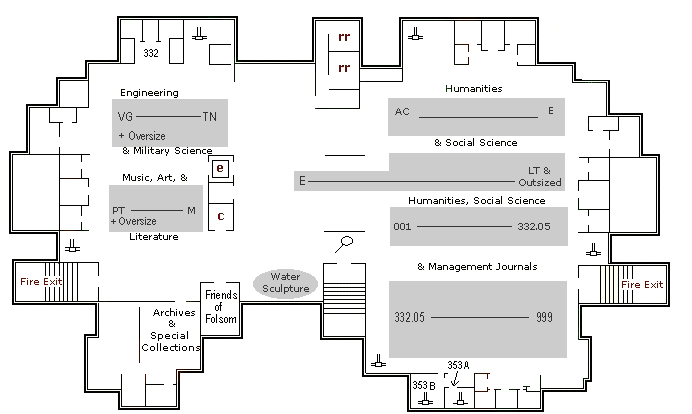 rr
332
rr
Engineering
VG TN
+ Oversize
& Military Science
Humanities
AC E
& Social Science
e
Music, Art, &
E LT &
Outsized
PT M
+ Oversize
c
Literature
Humanities, Social Science
001 332.05
& Management Journals
Fire Exit
Water
Sculpture
Fire Exit
Friends
of
Folsom
Archives
&
Special
Collections
332.05 999
353A
353B